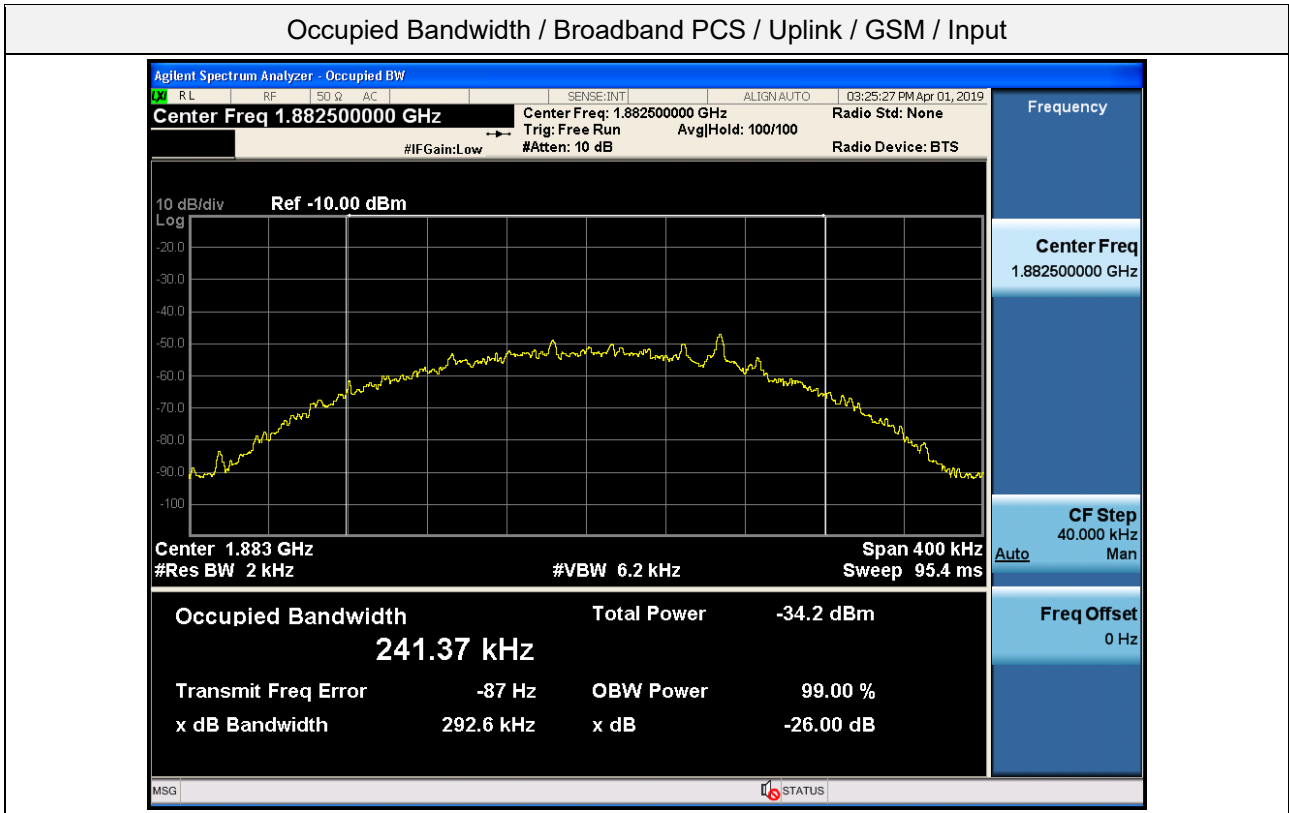 Occupied Bandwidth / Broadband PCS / Uplink / GSM / Input
Agilent Spectrum Analyzer - Occupied BW
LXI RL RF 50 Ω AC SENSE:INT ALIGN AUTO 03:25:27 PM Apr 01, 2019
Center Freq 1.882500000 GHz
Center Freq: 1.882500000 GHz Radio Std: None
Trig: Free Run Avg|Hold: 100/100
#IFGain:Low #Atten: 10 dB Radio Device: BTS
10 dB/div Ref -10.00 dBm
Log
-20.0
-30.0
-40.0
-50.0
-60.0
-70.0
-80.0
-90.0
-100
Center 1.883 GHz Span 400 kHz
#Res BW 2 kHz #VBW 6.2 kHz Sweep 95.4 ms
Occupied Bandwidth Total Power -34.2 dBm
241.37 kHz
Transmit Freq Error -87 Hz OBW Power 99.00 %
x dB Bandwidth 292.6 kHz x dB -26.00 dB
Frequency
Center Freq
1.882500000 GHz
CF Step
40.000 kHz
Auto Man
Freq Offset
0 Hz
MSG STATUS